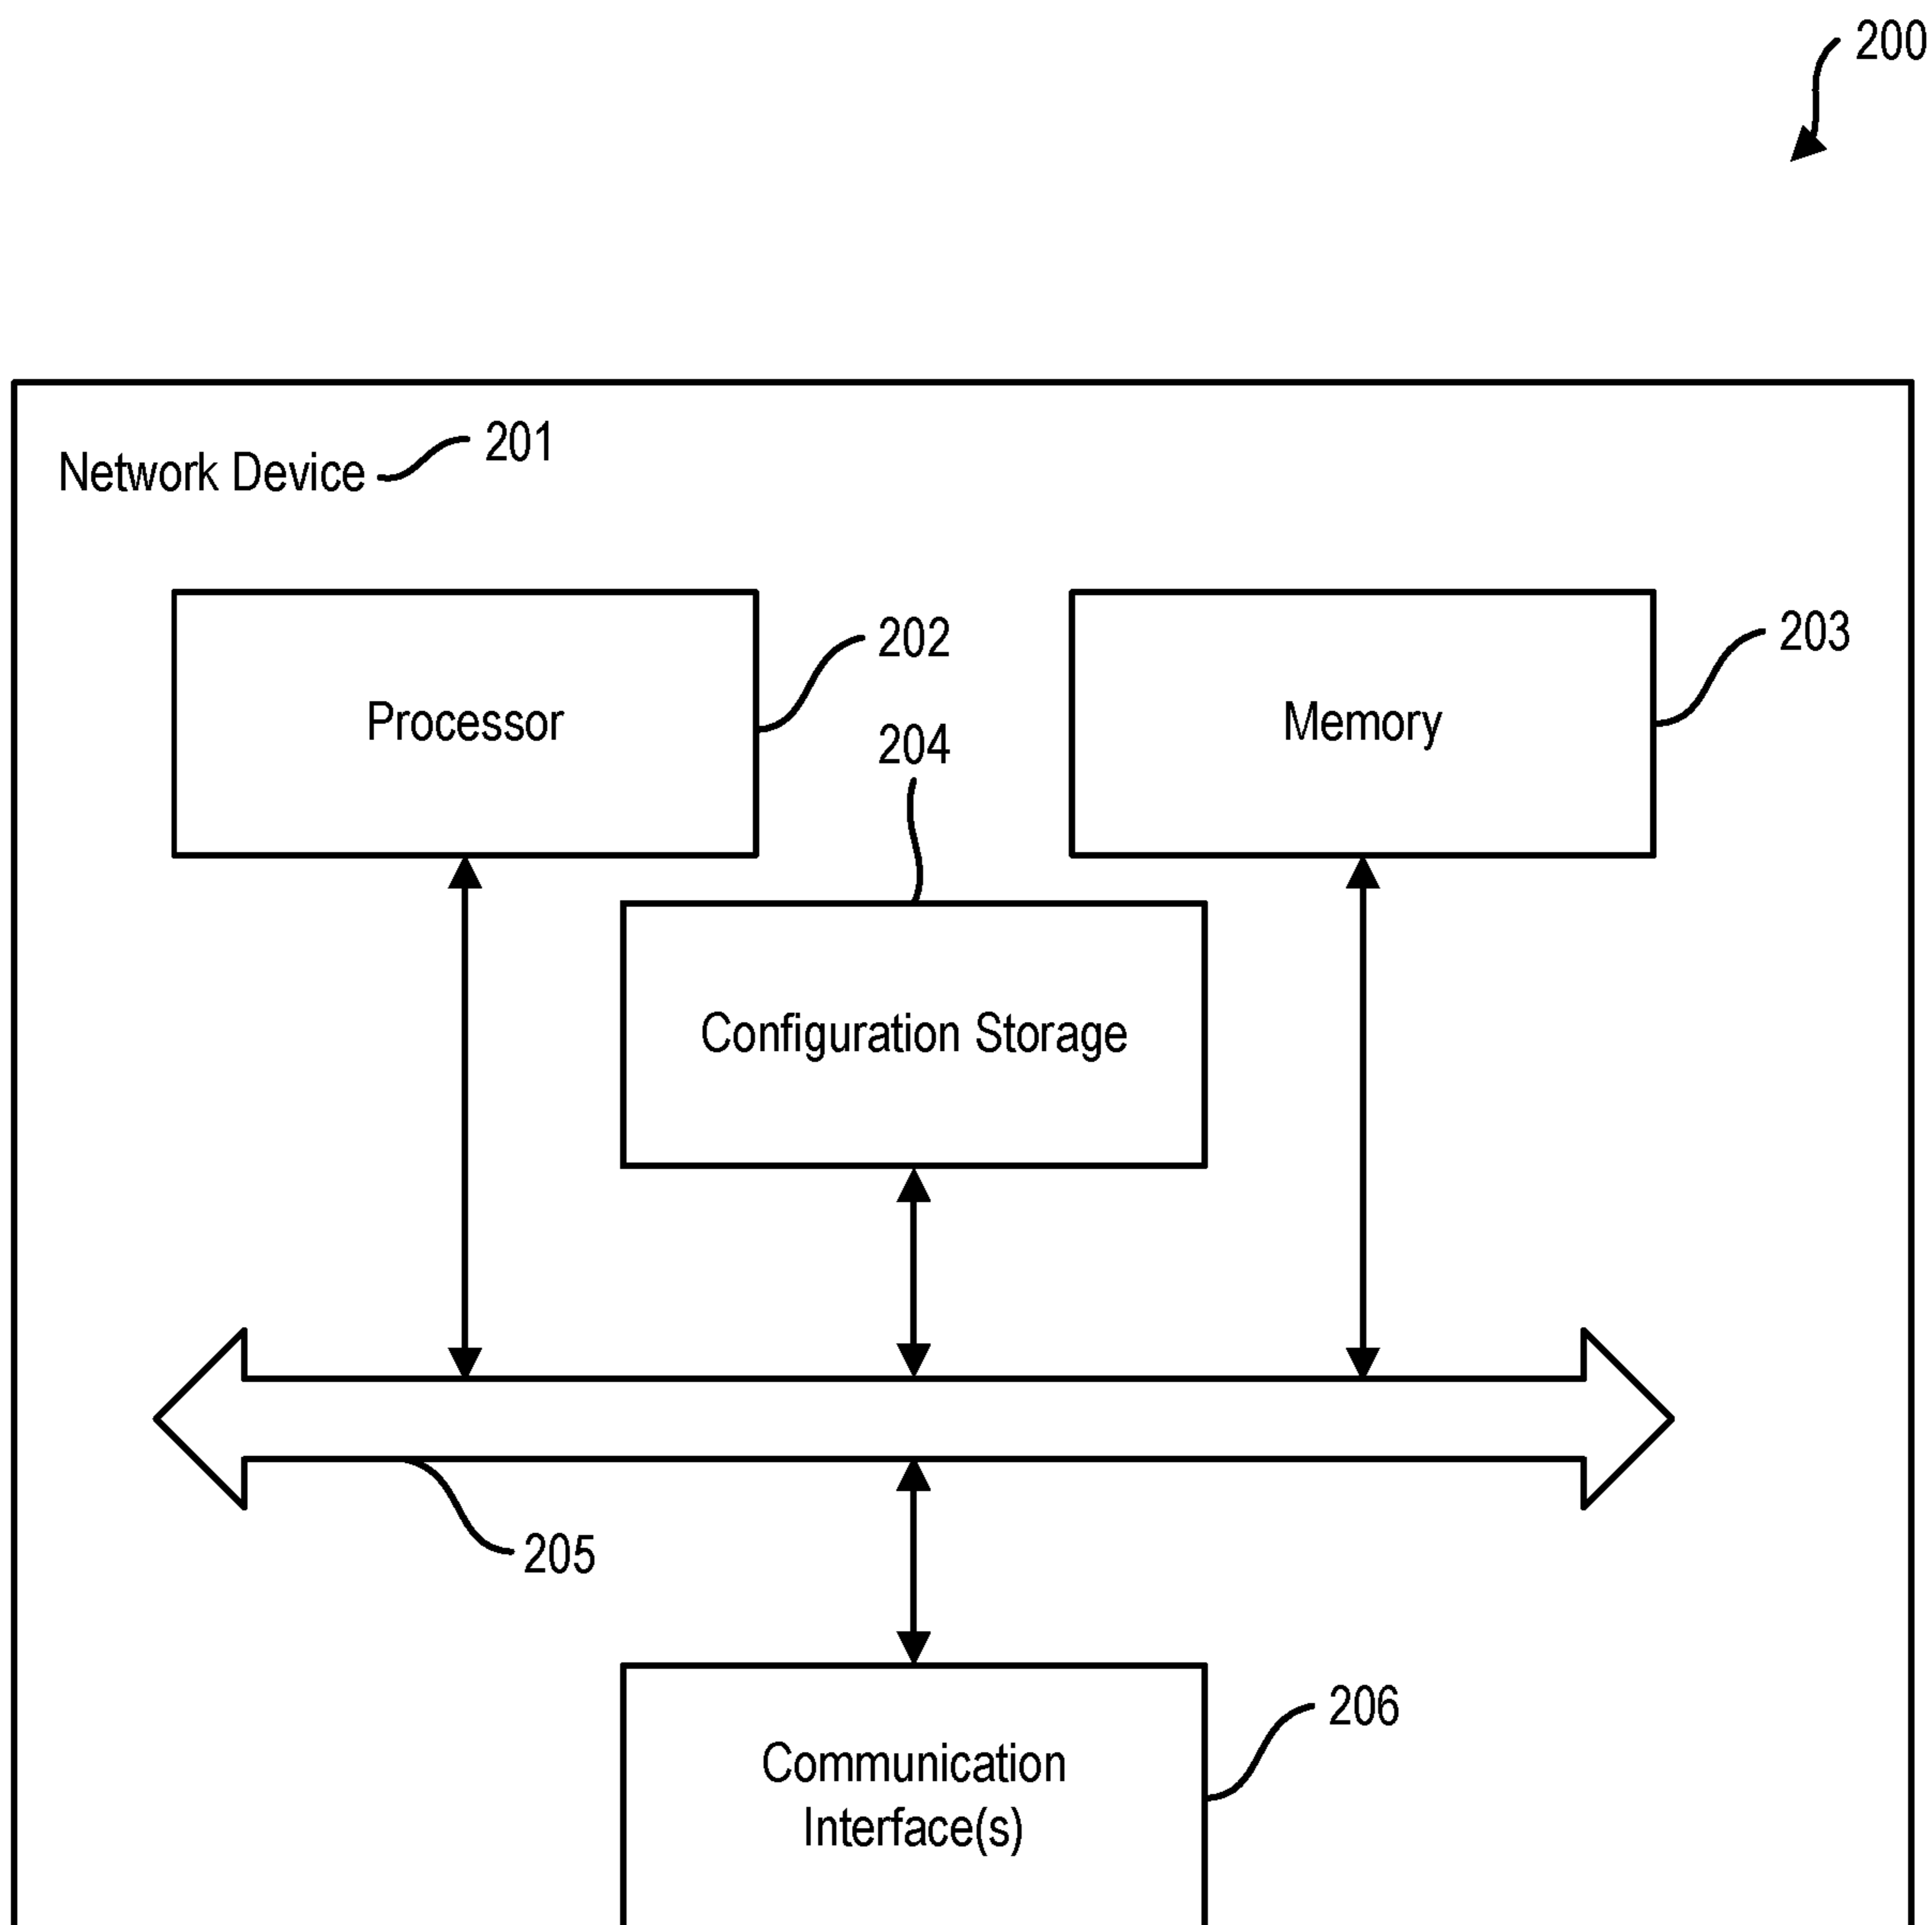 200
201
Network Device
202
203
Processor
Memory
204
Configuration Storage
205
206
Communication
Interface(s)